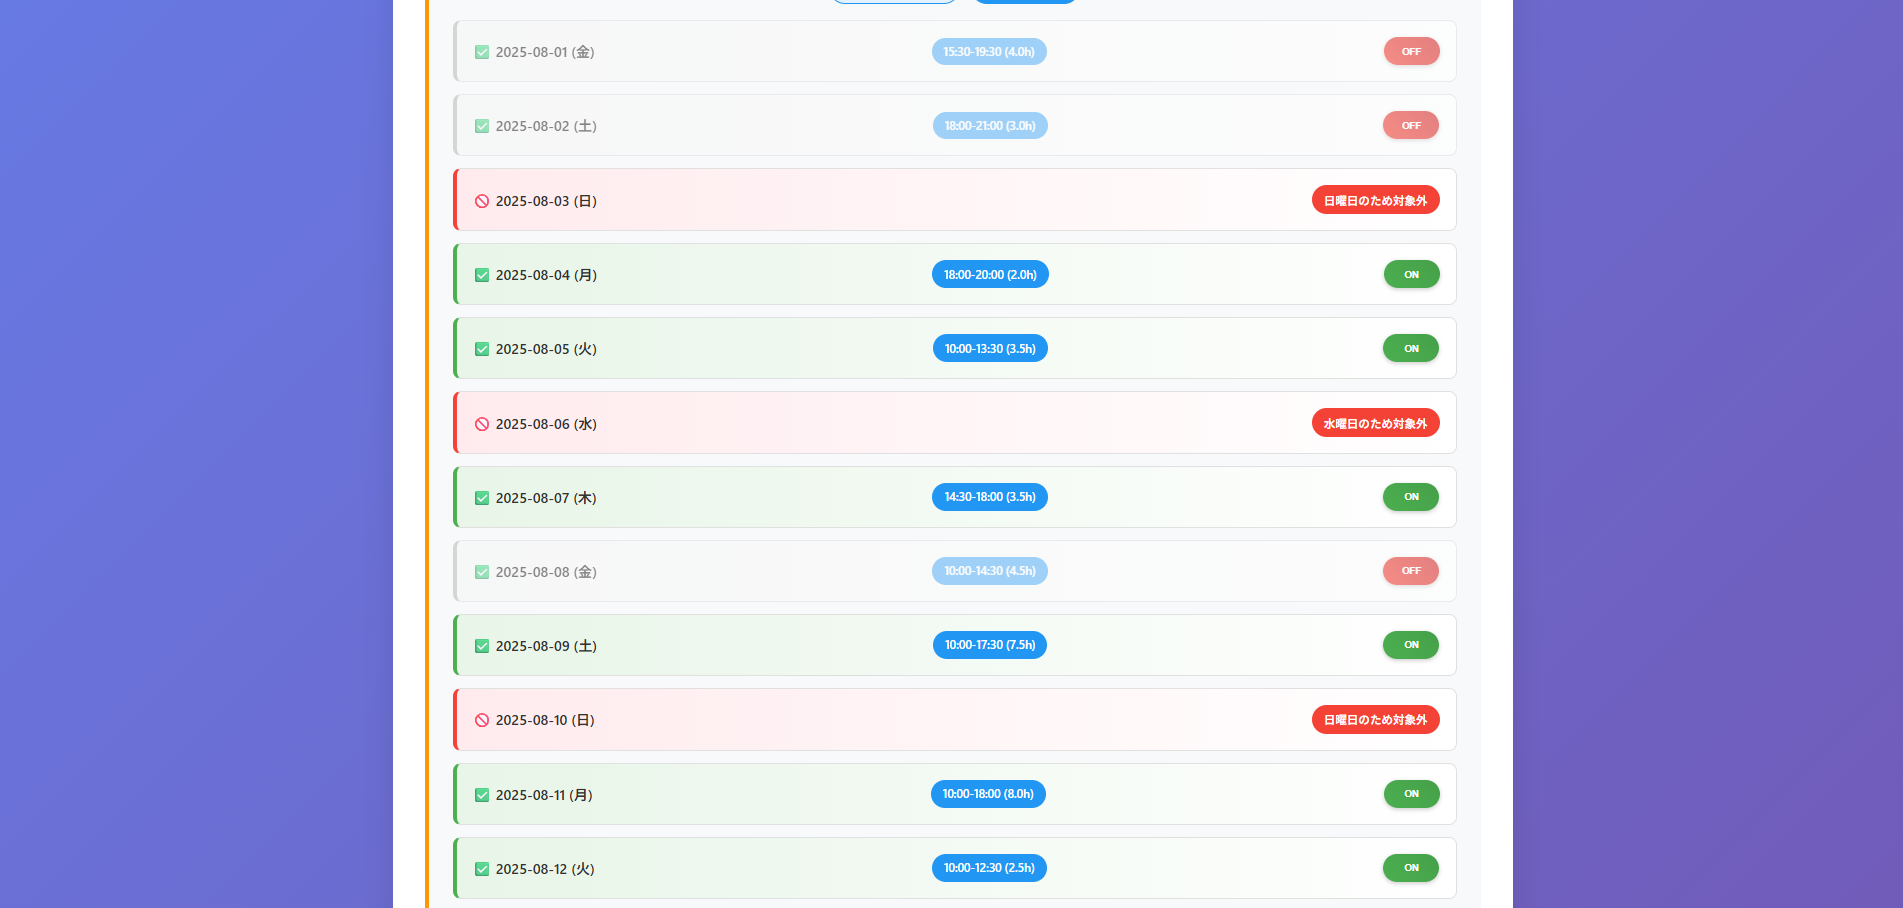 2025-08-01 (金) 15:30-19:30 (4.0h) OFF
2025-08-02 (土) 18:00-21:00 (3.0h) OFF
2025-08-03 (日) 日曜日のため対象外
2025-08-04 (月) 18:00-20:00 (2.0h) ON
2025-08-05 (火) 10:00-13:30 (3.5h) ON
2025-08-06 (水) 水曜日のため対象外
2025-08-07 (木) 14:30-18:00 (3.5h) ON
2025-08-08 (金) 10:00-14:30 (4.5h) OFF
2025-08-09 (土) 10:00-17:30 (7.5h) ON
2025-08-10 (日) 日曜日のため対象外
2025-08-11 (月) 10:00-18:00 (8.0h) ON
2025-08-12 (火) 10:00-12:30 (2.5h) ON